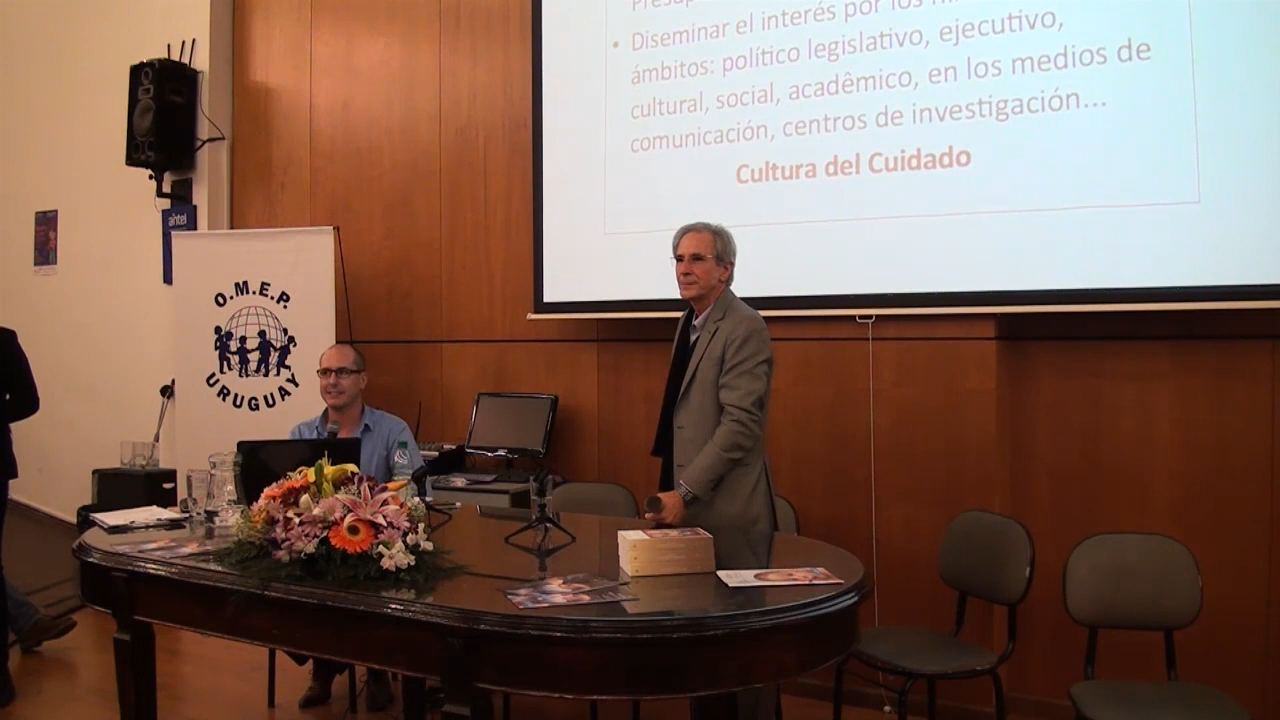 • Diseminar el interés por los
ámbitos: político legislativo, ejecutivo,
cultural, social, acadêmico, en los medios de
comunicación, centros de investigación...
Cultura del Cuidado
antel
O.M.E.P.
URUGUAY